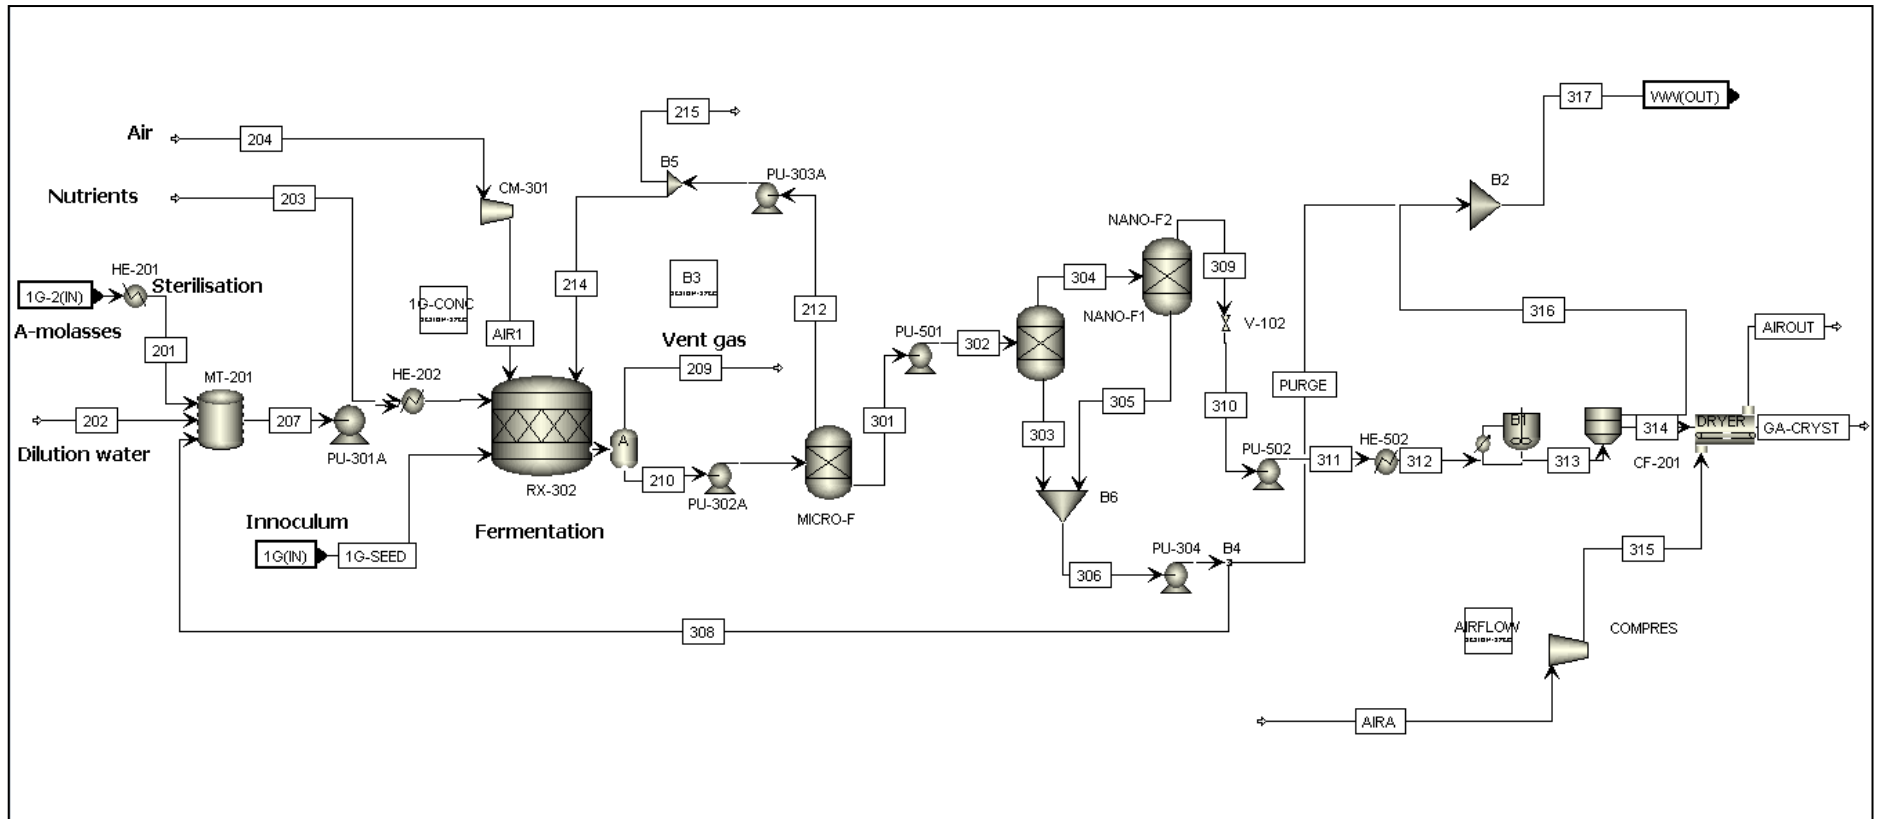 317
WW(OUT)
215
Air
204
B5
PU-303A
B2
CM-301
Nutrients
203
NANO-F2
HE-201
Sterilisation
1G-2(IN)
A-molasses
201
1G-CONC
214
B3
212
304
309
NANO-F1
V-102
316
AIROUT
AIR1
Vent gas
209
PU-501
302
MT-201
HE-202
PURGE
305
310
202
207
Dilution water
PU-301A
301
303
A
210
PU-302A
MICRO-F
RX-302
PU-502
311
HE-502
312
B1
313
314
CF-201
DRYER
GA-CRYST
B6
Innoculum
1G(IN)
1G-SEED
Fermentation
PU-304
B4
306
315
308
AIRFLOW
COMPRES
AIRA